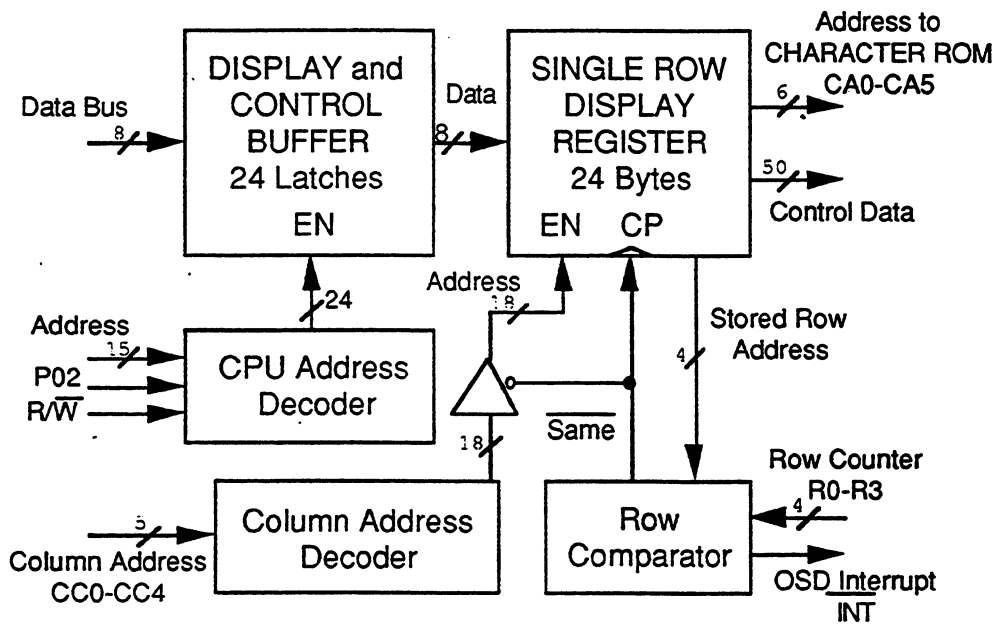 Address to
CHARACTER ROM
CA0-CA5
DISPLAY and
CONTROL
BUFFER
24 Latches
EN
SINGLE ROW
DISPLAY
REGISTER
24 Bytes
EN CP
Data Bus
8
Data
8
6
50
Control Data
Address
18
24
Stored Row
Address
4
Address
15
P02
R/W̅
CPU Address
Decoder
S̅a̅m̅e̅
18
Column Address
Decoder
5
Column Address
CC0-CC4
Row
Comparator
Row Counter
R0-R3
4
OSD Interrupt
I̅N̅T̅